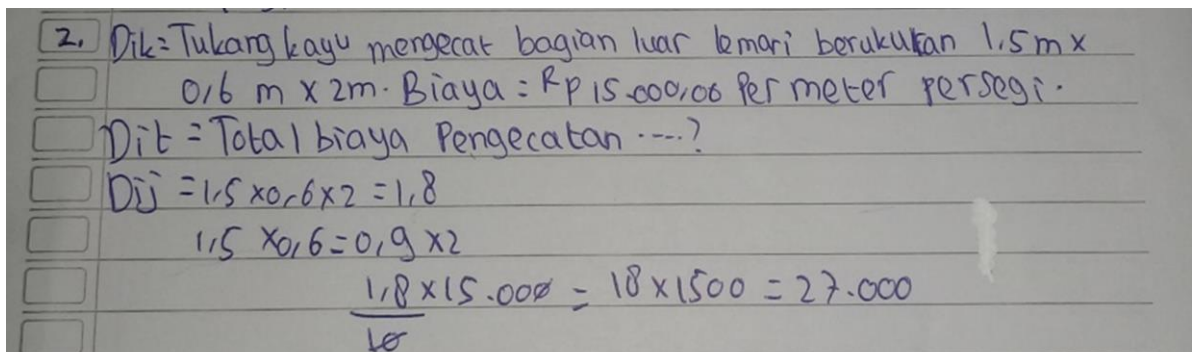 2. Dik = Tukang kayu mengecat bagian luar lemari berukuran 1,5 m x
0,6 m x 2m. Biaya = Rp 15.000,00 Per meter persegi.
Dit = Total biaya Pengecatan ....?
Dij = 1,5 x 0,6 x 2 = 1,8
1,5 x 0,6 = 0,9 x 2
1,8 x 15.000 = 18 x 1500 = 27.000
10